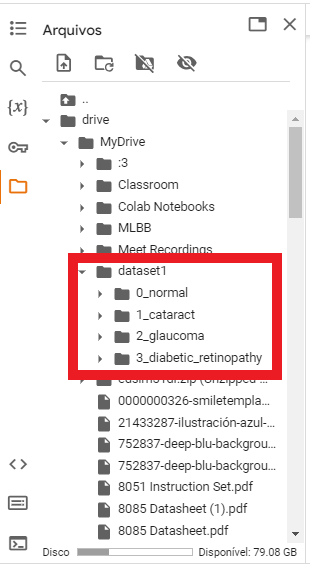 Arquivos
{x}
..
drive
MyDrive
:3
Classroom
Colab Notebooks
MLBB
Meet Recordings
dataset1
0_normal
1_cataract
2_glaucoma
3_diabetic_retinopathy
(Unzipped ...
0000000326-smiletempla...
21433287-ilustración-azul-...
752837-deep-blu-backgrou...
752837-deep-blu-backgrou...
8051 Instruction Set.pdf
8085 Datasheet (1).pdf
8085 Datasheet.pdf
Disco Disponível: 79.08 GB